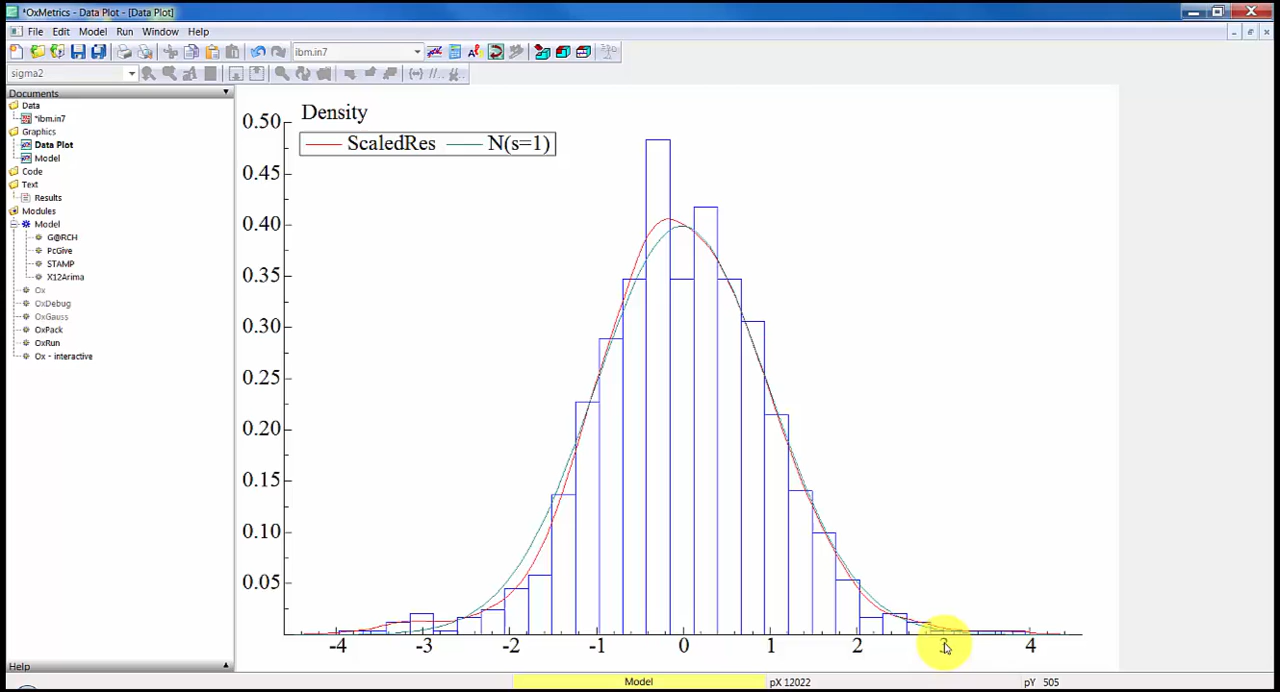 *OxMetrics - Data Plot - [Data Plot]
File Edit Model Run Window Help
ibm.in7
sigma2
Documents
Data
*ibm.in7
Graphics
Data Plot
Model
Code
Text
Results
Modules
Model
G@RCH
PcGive
STAMP
X12Arima
Ox
OxDebug
OxGauss
OxPack
OxRun
Ox - interactive
Help
Density
ScaledRes N(s=1)
0.50
0.45
0.40
0.35
0.30
0.25
0.20
0.15
0.10
0.05
-4 -3 -2 -1 0 1 2 3 4
Model pX 12022 pY 505